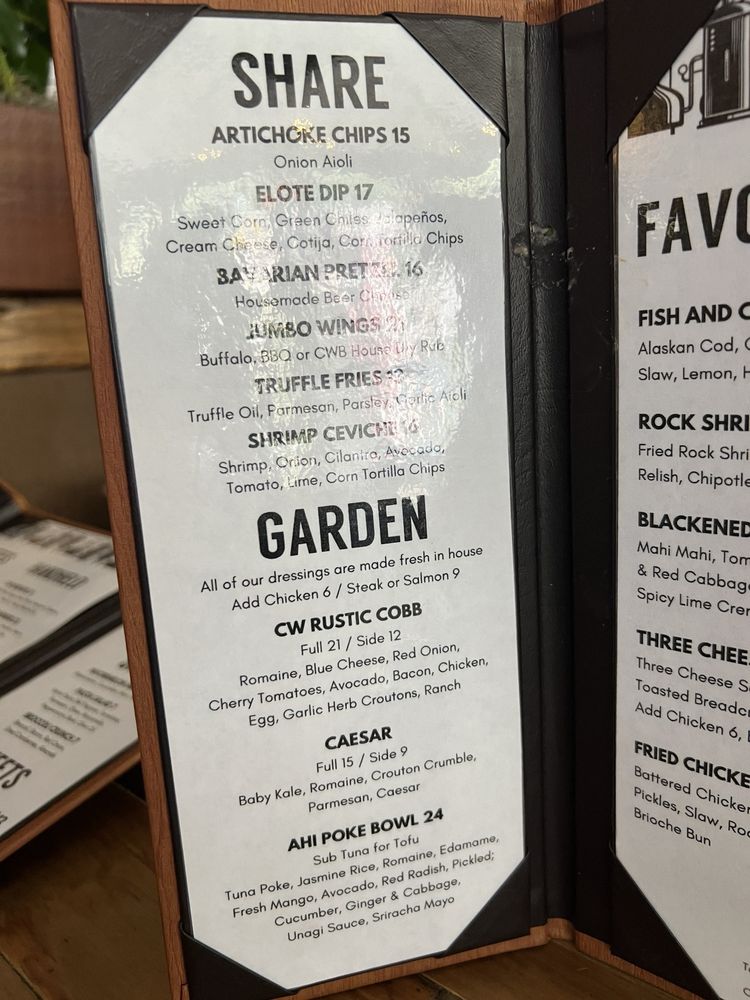 SHARE
ARTICHOKE CHIPS 15
Onion Aioli
ELOTE DIP 17
Sweet Corn, Green Chiles, Jalapeños,
Cream Cheese, Cotija, Corn Tortilla Chips
BAVARIAN PRETZEL 16
Housemade Beer Cheese
JUMBO WINGS 21
Buffalo, BBQ or CWB House Dry Rub
TRUFFLE FRIES
Truffle Oil, Parmesan, Parsley, Garlic Aioli
SHRIMP CEVICHE 16
Shrimp, Onion, Cilantro, Avocado,
Tomato, Lime, Corn Tortilla Chips
GARDEN
All of our dressings are made fresh in house
Add Chicken 6 / Steak or Salmon 9
CW RUSTIC COBB
Full 21 / Side 12
Romaine, Blue Cheese, Red Onion,
Cherry Tomatoes, Avocado, Bacon, Chicken,
Egg, Garlic Herb Croutons, Ranch
CAESAR
Full 15 / Side 9
Baby Kale, Romaine, Crouton Crumble,
Parmesan, Caesar
AHI POKE BOWL 24
Sub Tuna for Tofu
Tuna Poke, Jasmine Rice, Romaine, Edamame,
Fresh Mango, Avocado, Red Radish, Pickled;
Cucumber, Ginger & Cabbage,
Unagi Sauce, Sriracha Mayo
FAVO
FISH AND C
Alaskan Cod, C
Slaw, Lemon, H
ROCK SHRI
Fried Rock Shri
Relish, Chipotle
BLACKENED
Mahi Mahi, Tom
& Red Cabbag
Spicy Lime Crem
THREE CHEE
Three Cheese S
Toasted Breadcr
Add Chicken 6,
FRIED CHICKE
Battered Chicken
Pickles, Slaw,
Brioche Bun